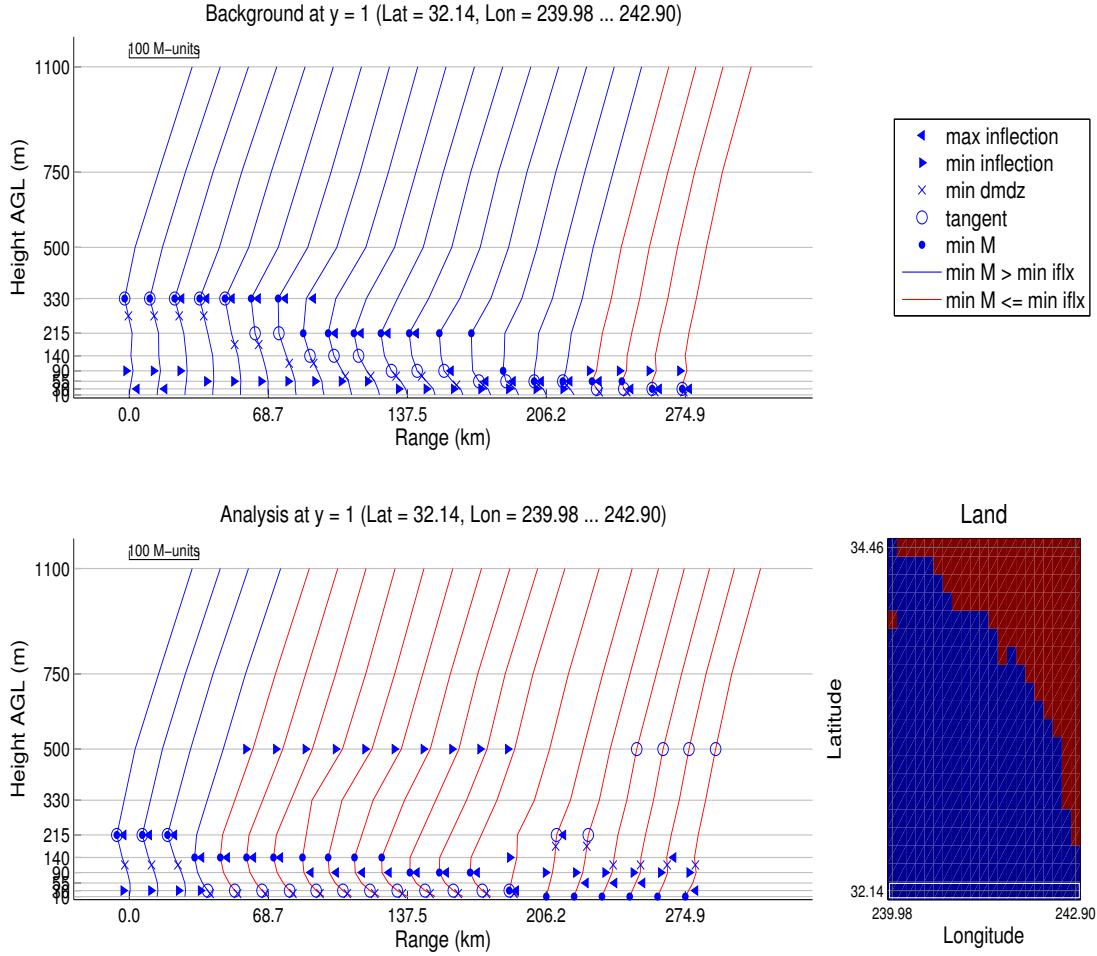 Background at y = 1 (Lat = 32.14, Lon = 239.98 ... 242.90)
100 M−units
Height AGL (m)
1100
750
500
330
215
140
90
55
30
10
0.0
68.7
137.5
206.2
274.9
Range (km)
max inflection
min inflection
min dmdz
tangent
min M
min M > min iflx
min M <= min iflx
Analysis at y = 1 (Lat = 32.14, Lon = 239.98 ... 242.90)
100 M−units
Height AGL (m)
1100
750
500
330
215
140
90
55
30
10
0.0
68.7
137.5
206.2
274.9
Range (km)
Land
Latitude
34.46
32.14
239.98
242.90
Longitude